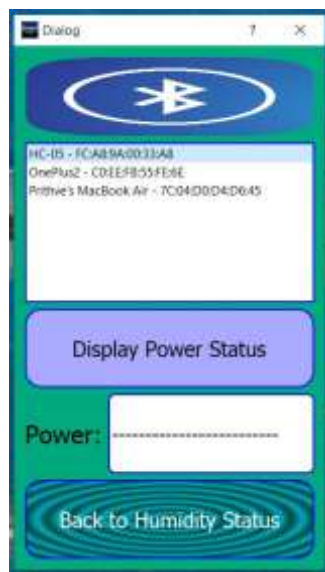 Dialog ? ×
HC-05 - FC:A8:9A:00:33:A8
OnePlus2 - C0:EE:FB:55:FE:6E
Prithve's MacBook Air - 7C:04:D0:D4:D6:45
Display Power Status
Power: -------------------------
Back to Humidity Status